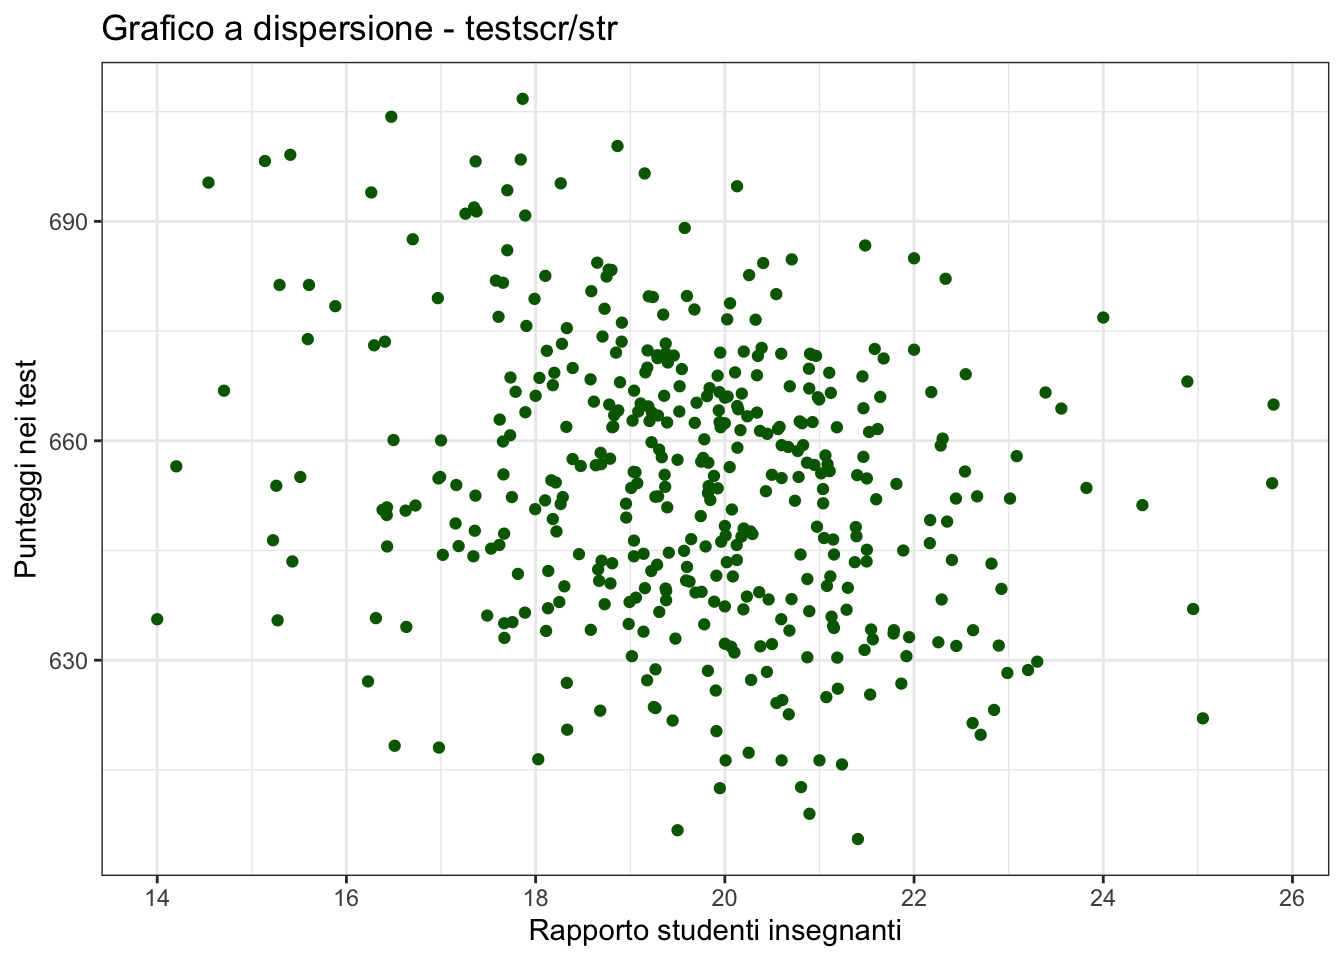 Grafico a dispersione - testscr/str
690
660
630
Punteggi nei test
14 16 18 20 22 24 26
Rapporto studenti insegnanti